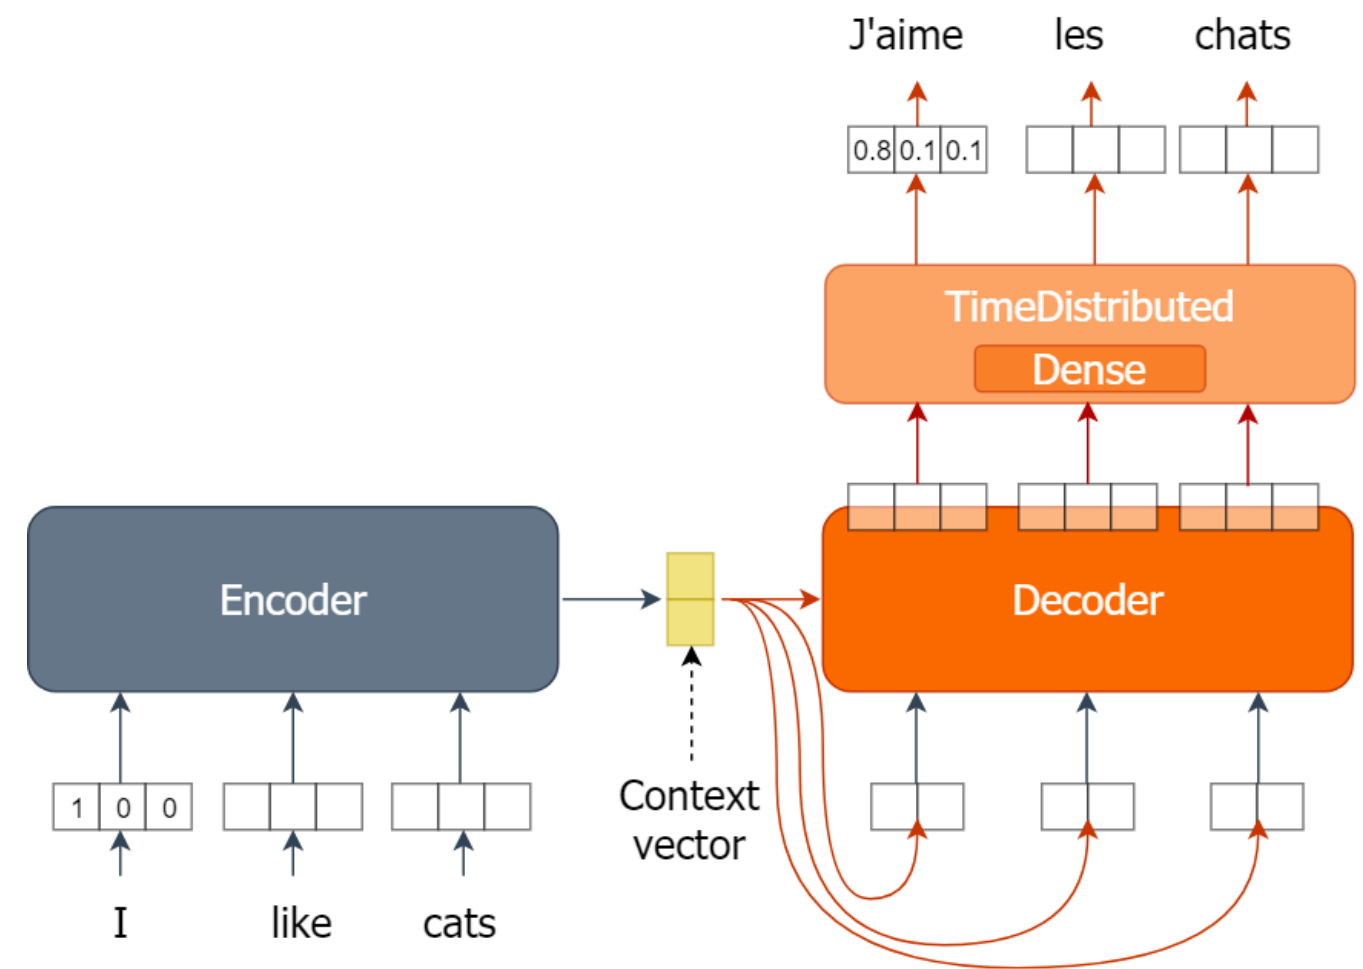 J'aime les chats
0.8 0.1 0.1
TimeDistributed
Dense
Encoder
Decoder
Context
vector
1 0 0
I like cats